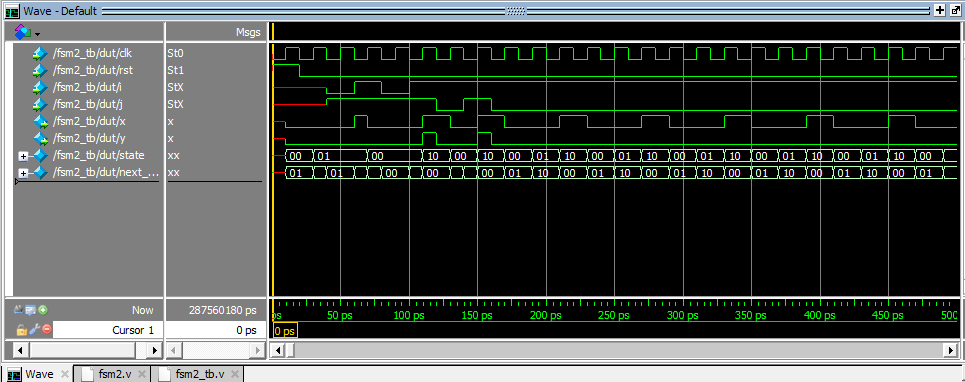 Wave - Default
Msgs
/fsm2_tb/dut/clk St0
/fsm2_tb/dut/rst St1
/fsm2_tb/dut/i StX
/fsm2_tb/dut/j StX
/fsm2_tb/dut/x x
/fsm2_tb/dut/y x
/fsm2_tb/dut/state xx 00 01 00 10 00 10 00 01 10 00 01 10 00 01 10 00 01 10 00 01 10 00
/fsm2_tb/dut/next_... xx 01 01 00 00 00 01 10 00 01 10 00 01 10 00 01 10 00 01 10 00 01
Now 287560180 ps ps 50 ps 100 ps 150 ps 200 ps 250 ps 300 ps 350 ps 400 ps 450 ps 500
Cursor 1 0 ps 0 ps
Wave fsm2.v fsm2_tb.v